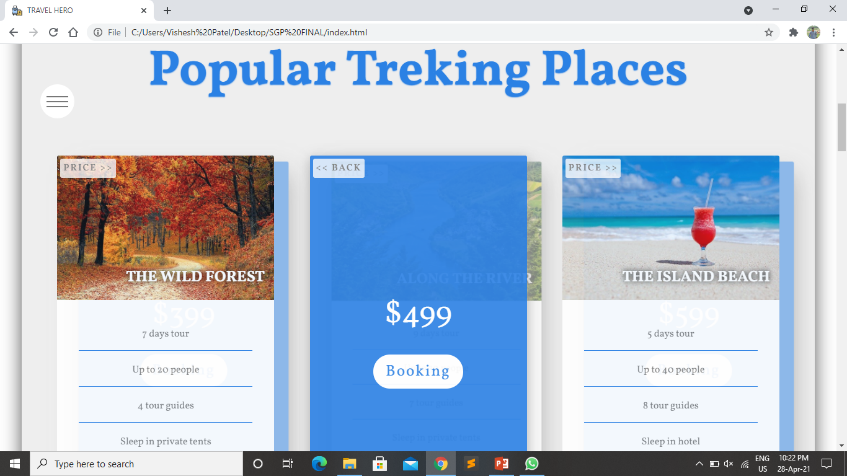 TRAVEL HERO
File
C:/Users/Vishesh%20Patel/Desktop/SGP%20FINAL/index.html
Popular Treking Places
PRICE >>
THE WILD FOREST
$399
7 days tour
Up to 20 people
4 tour guides
Sleep in private tents
<< BACK
ALONG THE RIVER
$499
Booking
PRICE >>
THE ISLAND BEACH
$599
5 days tour
Up to 40 people
8 tour guides
Sleep in hotel
Type here to search
ENG
US
10:22 PM
28-Apr-21